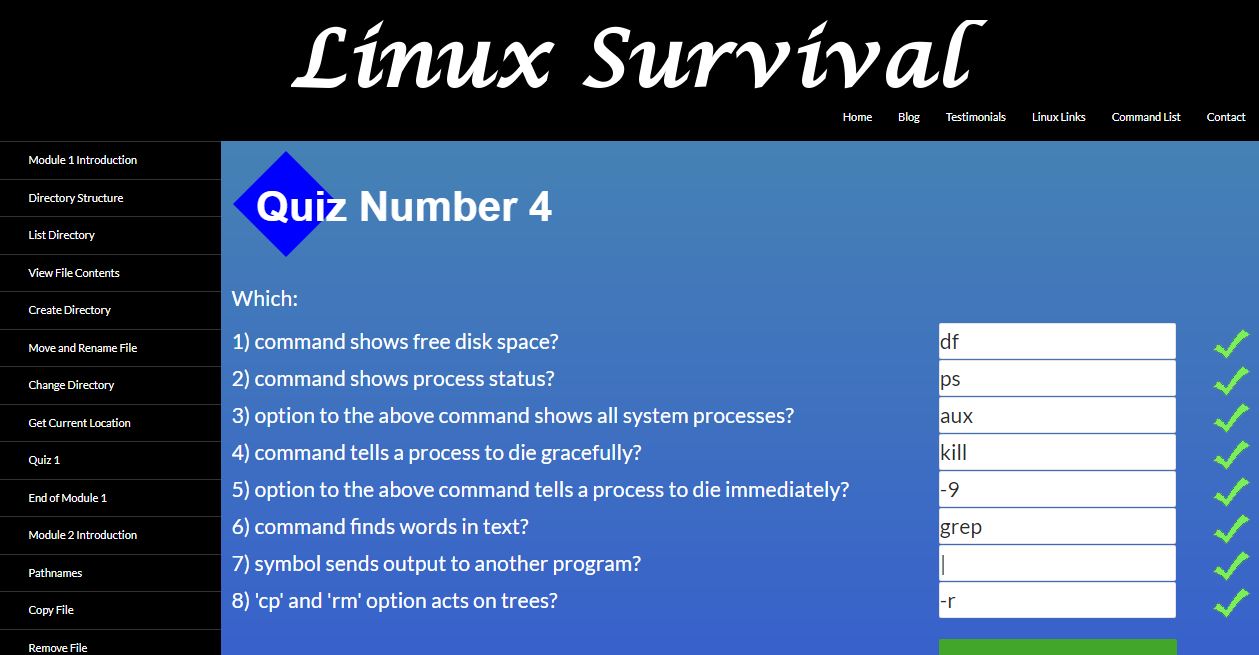 Linux Survival
Home Blog Testimonials Linux Links Command List Contact
Module 1 Introduction
Directory Structure
List Directory
View File Contents
Create Directory
Move and Rename File
Change Directory
Get Current Location
Quiz 1
End of Module 1
Module 2 Introduction
Pathnames
Copy File
Remove File
Quiz Number 4
Which:
1) command shows free disk space? df
2) command shows process status? ps
3) option to the above command shows all system processes? aux
4) command tells a process to die gracefully? kill
5) option to the above command tells a process to die immediately? -9
6) command finds words in text? grep
7) symbol sends output to another program? |
8) 'cp' and 'rm' option acts on trees? -r